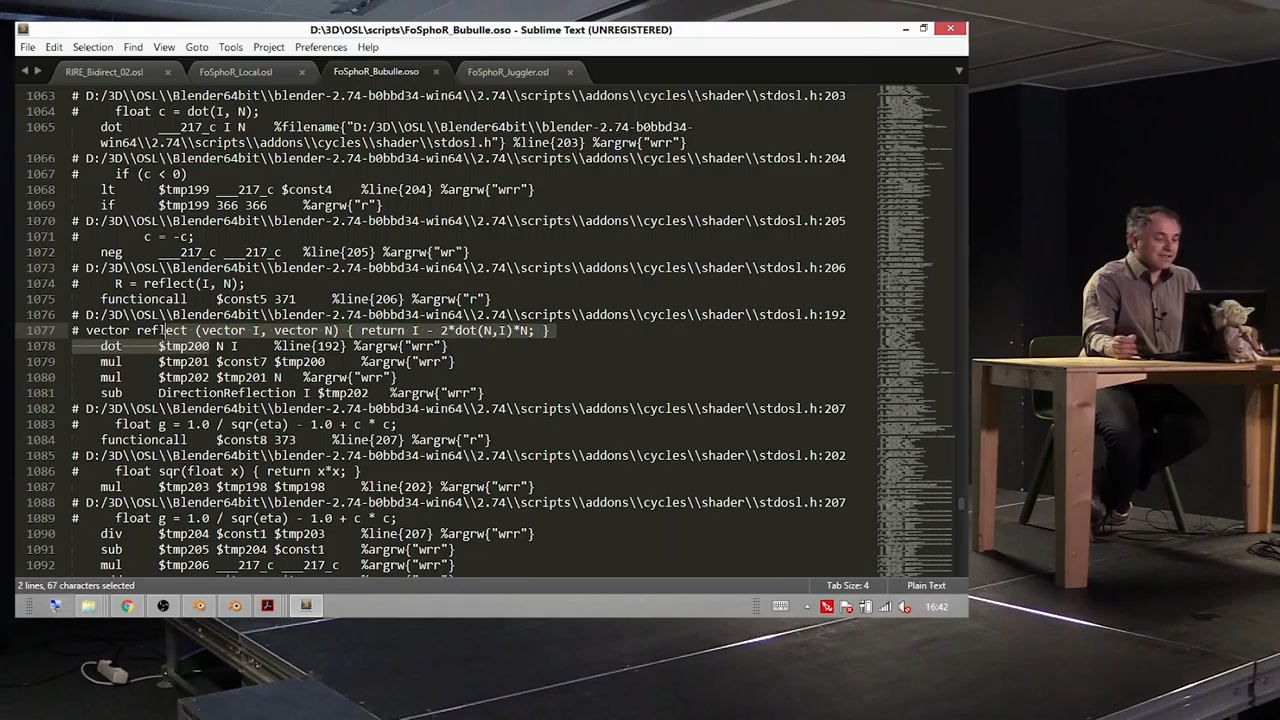 D:\3D\OSL\scripts\FoSphoR_Bubulle.oso - Sublime Text (UNREGISTERED)
File Edit Selection Find View Goto Tools Project Preferences Help
RIRE_Bidirect_02.osl × FoSphoR_Local.osl × FoSphoR_Bubulle.oso × FoSphoR_Juggler.osl ×
1063 # D:/3D\\OSL\\Blender64bit\\blender-2.74-b0bbd34-win64\\2.74\\scripts\\addons\\cycles\\shader\\stdosl.h:203
1064 # float c = dot(I, N);
1065 dot ___217_c I N %filename{"D:/3D\\OSL\\Blender64bit\\blender-2.74-b0bbd34-
win64\\2.74\\scripts\\addons\\cycles\\shader\\stdosl.h"} %line{203} %argrw{"wrr"}
1066 # D:/3D\\OSL\\Blender64bit\\blender-2.74-b0bbd34-win64\\2.74\\scripts\\addons\\cycles\\shader\\stdosl.h:204
1067 # if (c < 0)
1068 lt $tmp199 ___217_c $const4 %line{204} %argrw{"wrr"}
1069 if $tmp199 366 366 %argrw{"r"}
1070 # D:/3D\\OSL\\Blender64bit\\blender-2.74-b0bbd34-win64\\2.74\\scripts\\addons\\cycles\\shader\\stdosl.h:205
1071 # c = -c;
1072 neg ___217_c ___217_c %line{205} %argrw{"wr"}
1073 # D:/3D\\OSL\\Blender64bit\\blender-2.74-b0bbd34-win64\\2.74\\scripts\\addons\\cycles\\shader\\stdosl.h:206
1074 # R = reflect(I, N);
1075 functioncall $const5 371 %line{206} %argrw{"r"}
1076 # D:/3D\\OSL\\Blender64bit\\blender-2.74-b0bbd34-win64\\2.74\\scripts\\addons\\cycles\\shader\\stdosl.h:192
1077 # vector reflect(vector I, vector N) { return I - 2*dot(N,I)*N; }
1078 dot $tmp200 N I %line{192} %argrw{"wrr"}
1079 mul $tmp201 $const7 $tmp200 %argrw{"wrr"}
1080 mul $tmp202 $tmp201 N %argrw{"wrr"}
1081 sub DirectionReflection I $tmp202 %argrw{"wrr"}
1082 # D:/3D\\OSL\\Blender64bit\\blender-2.74-b0bbd34-win64\\2.74\\scripts\\addons\\cycles\\shader\\stdosl.h:207
1083 # float g = 1.0 / sqr(eta) - 1.0 + c * c;
1084 functioncall $const8 373 %line{207} %argrw{"r"}
1085 # D:/3D\\OSL\\Blender64bit\\blender-2.74-b0bbd34-win64\\2.74\\scripts\\addons\\cycles\\shader\\stdosl.h:202
1086 # float sqr(float x) { return x*x; }
1087 mul $tmp203 $tmp198 $tmp198 %line{202} %argrw{"wrr"}
1088 # D:/3D\\OSL\\Blender64bit\\blender-2.74-b0bbd34-win64\\2.74\\scripts\\addons\\cycles\\shader\\stdosl.h:207
1089 # float g = 1.0 / sqr(eta) - 1.0 + c * c;
1090 div $tmp204 $const1 $tmp203 %line{207} %argrw{"wrr"}
1091 sub $tmp205 $tmp204 $const1 %argrw{"wrr"}
1092 mul $tmp206 ___217_c ___217_c %argrw{"wrr"}
2 lines, 67 characters selected Tab Size: 4 Plain Text
16:42